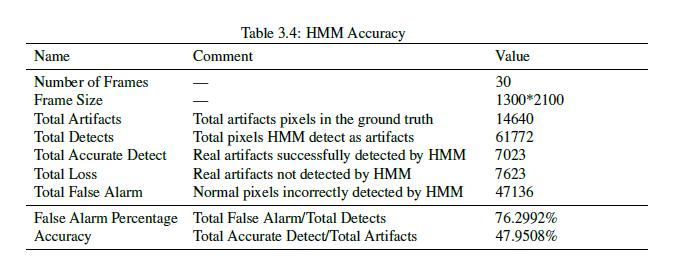 Table 3.4: HMM Accuracy
Name Comment Value
Number of Frames — 30
Frame Size — 1300*2100
Total Artifacts Total artifacts pixels in the ground truth 14640
Total Detects Total pixels HMM detect as artifacts 61772
Total Accurate Detect Real artifacts successfully detected by HMM 7023
Total Loss Real artifacts not detected by HMM 7623
Total False Alarm Normal pixels incorrectly detected by HMM 47136
False Alarm Percentage Total False Alarm/Total Detects 76.2992%
Accuracy Total Accurate Detect/Total Artifacts 47.9508%